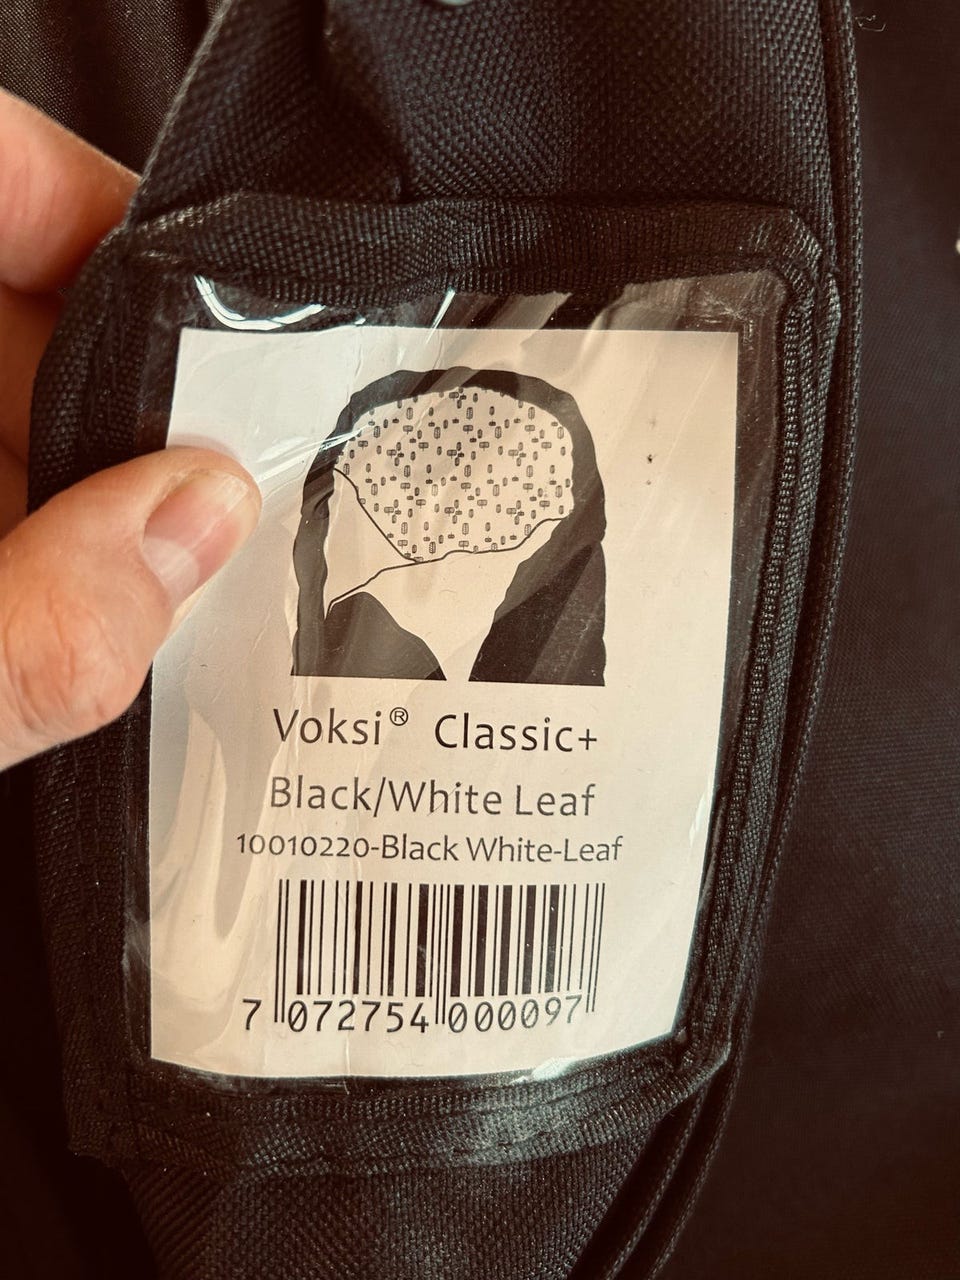 Voksi® Classic+
Black/White Leaf
10010220-Black White-Leaf
7 072754 000097